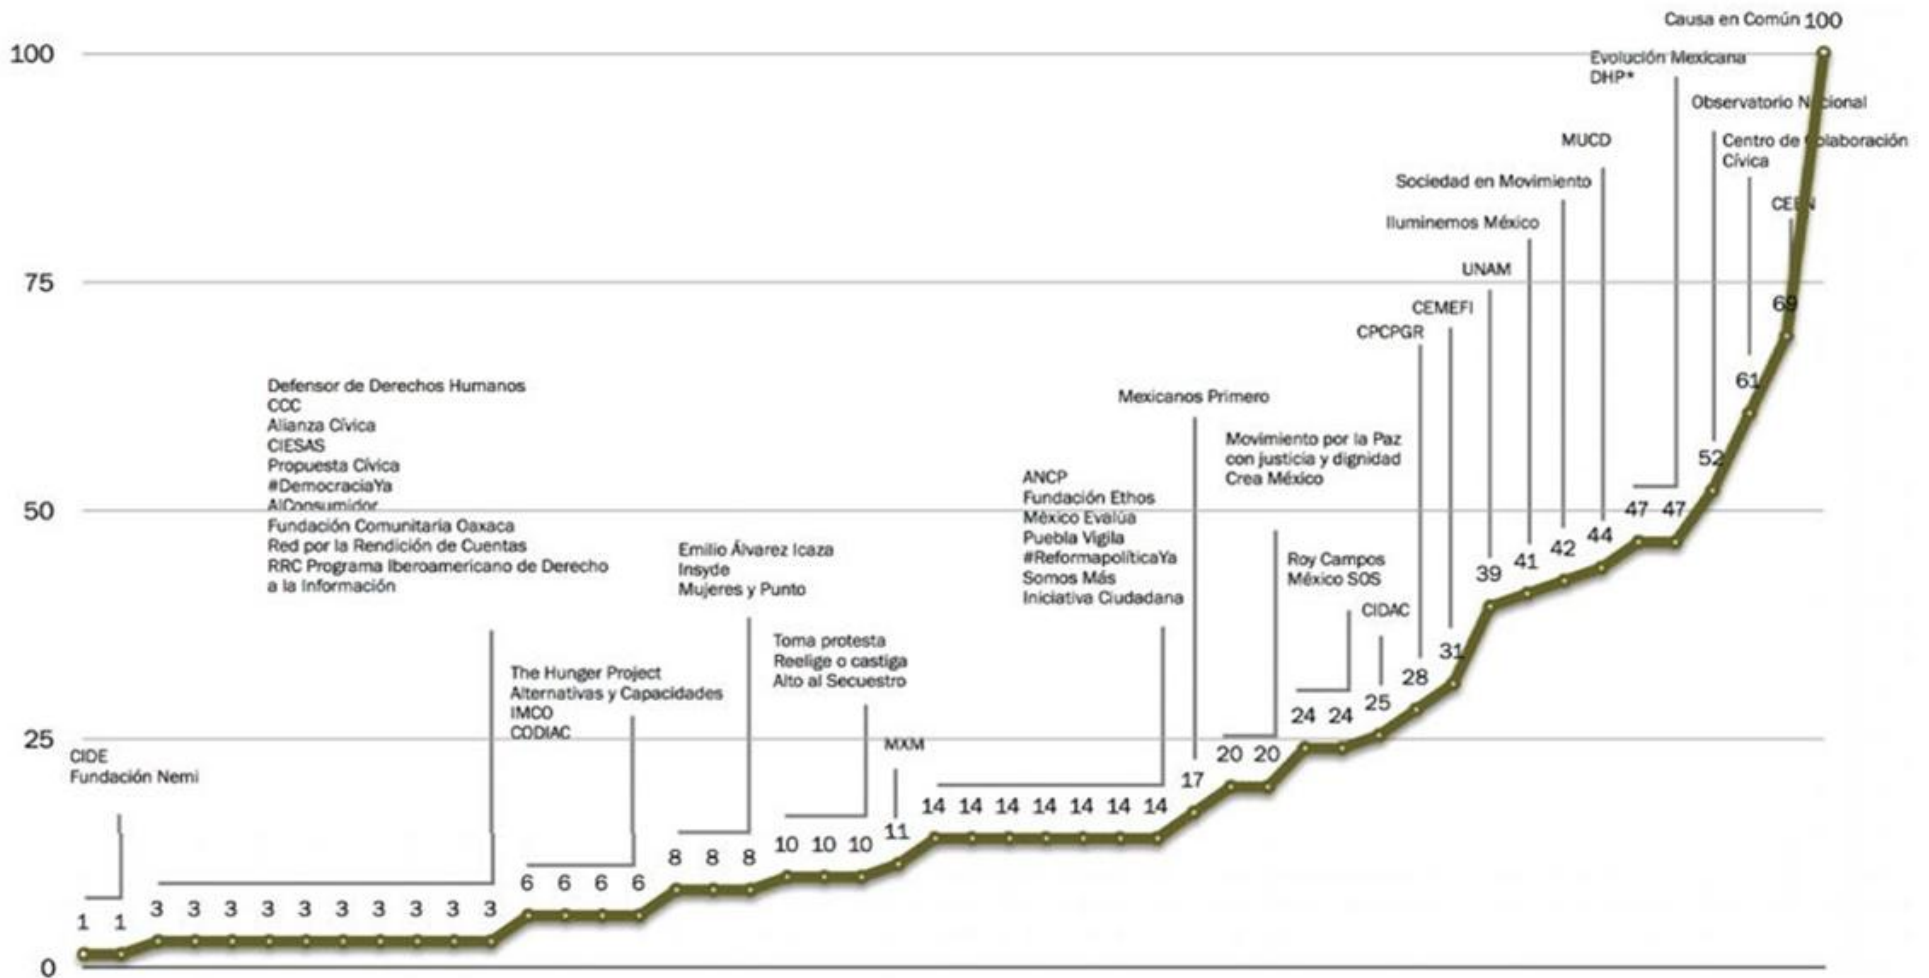 Causa en Común 100
100
Evolución Mexicana
DHP*
Observatorio Nacional
MUCD
Centro de Colaboración
Cívica
Sociedad en Movimiento
CEEN
Iluminemos México
UNAM
75
69
CEMEFI
CPCPGR
61
Defensor de Derechos Humanos
CCC
Alianza Cívica
CIESAS
Propuesta Cívica
#DemocraciaYa
AlConsumidor
Fundación Comunitaria Oaxaca
Red por la Rendición de Cuentas
RRC Programa Iberoamericano de Derecho
a la Información
Mexicanos Primero
Movimiento por la Paz
con justicia y dignidad
Crea México
52
ANCP
Fundación Ethos
México Evalúa
Puebla Vigila
#ReformapolíticaYa
Somos Más
Iniciativa Ciudadana
50
47 47
44
42
41
39
Emilio Álvarez Icaza
Insyde
Mujeres y Punto
Roy Campos
México SOS
CIDAC
Toma protesta
Reelige o castiga
Alto al Secuestro
31
28
25
24 24
The Hunger Project
Alternativas y Capacidades
IMCO
CODIAC
25
MXM
20 20
CIDE
Fundación Nemi
17
14 14 14 14 14 14 14
11
10 10 10
8 8 8
6 6 6 6
3 3 3 3 3 3 3 3 3 3
1 1
0